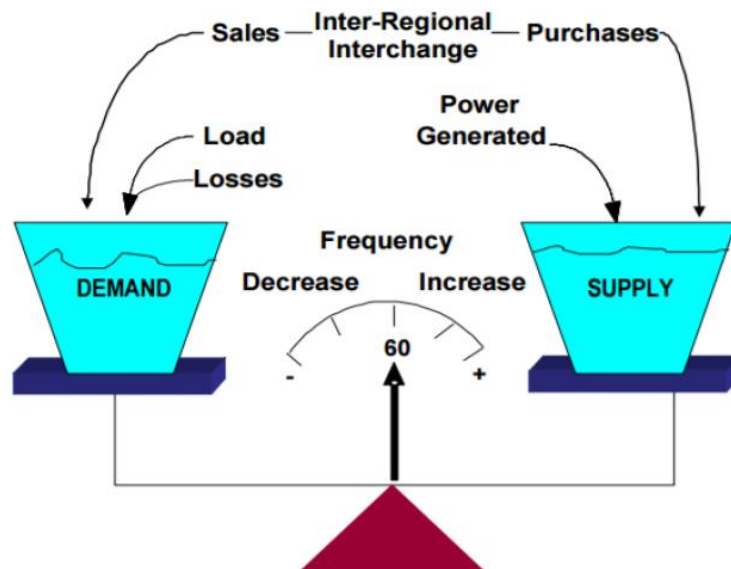 Sales
Inter-Regional
Interchange
Purchases
Power
Generated
Load
Losses
Frequency
Decrease
Increase
DEMAND
SUPPLY
60
-
+